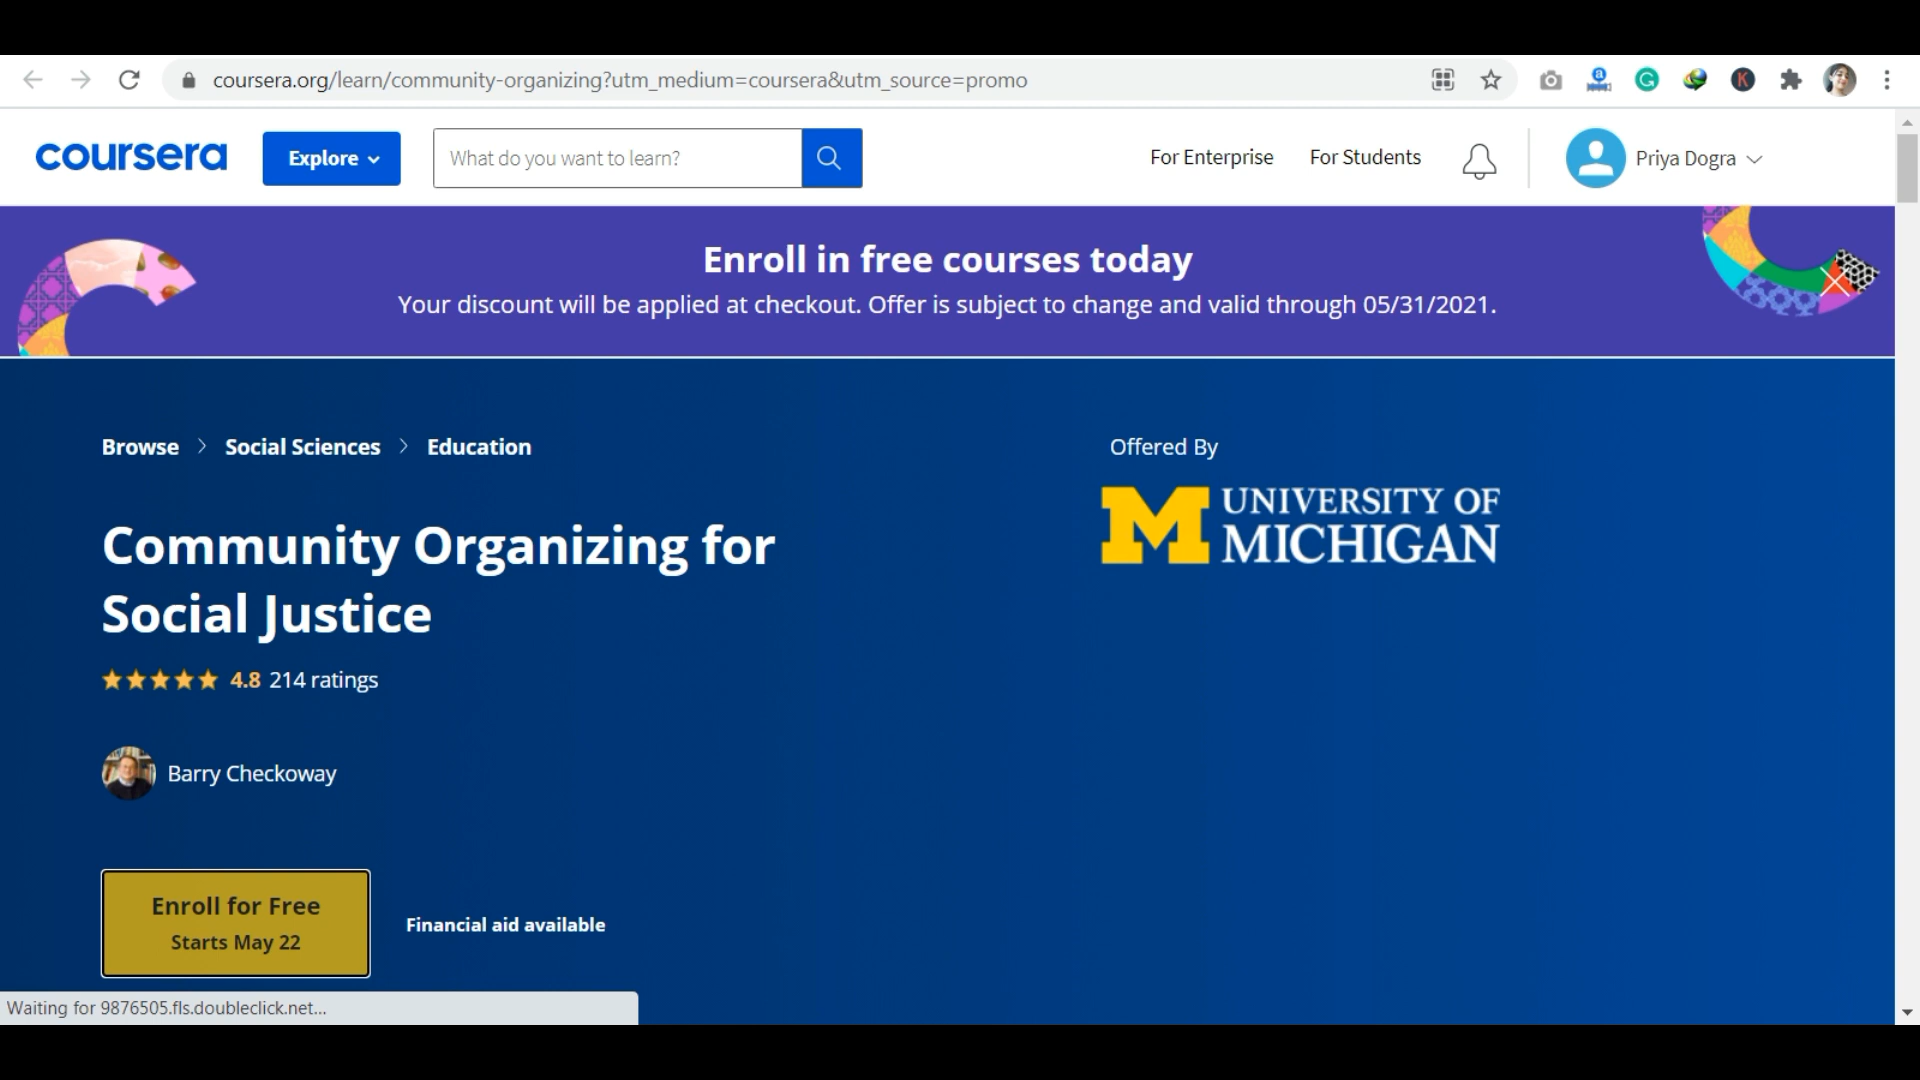 coursera.org/learn/community-organizing?utm_medium=coursera&utm_source=promo
coursera
Explore
What do you want to learn?
For Enterprise
For Students
Priya Dogra
Enroll in free courses today
Your discount will be applied at checkout. Offer is subject to change and valid through 05/31/2021.
Browse > Social Sciences > Education
Offered By
M UNIVERSITY OF
MICHIGAN
Community Organizing for
Social Justice
4.8 214 ratings
Barry Checkoway
Enroll for Free
Starts May 22
Financial aid available
Waiting for 9876505.fls.doubleclick.net...